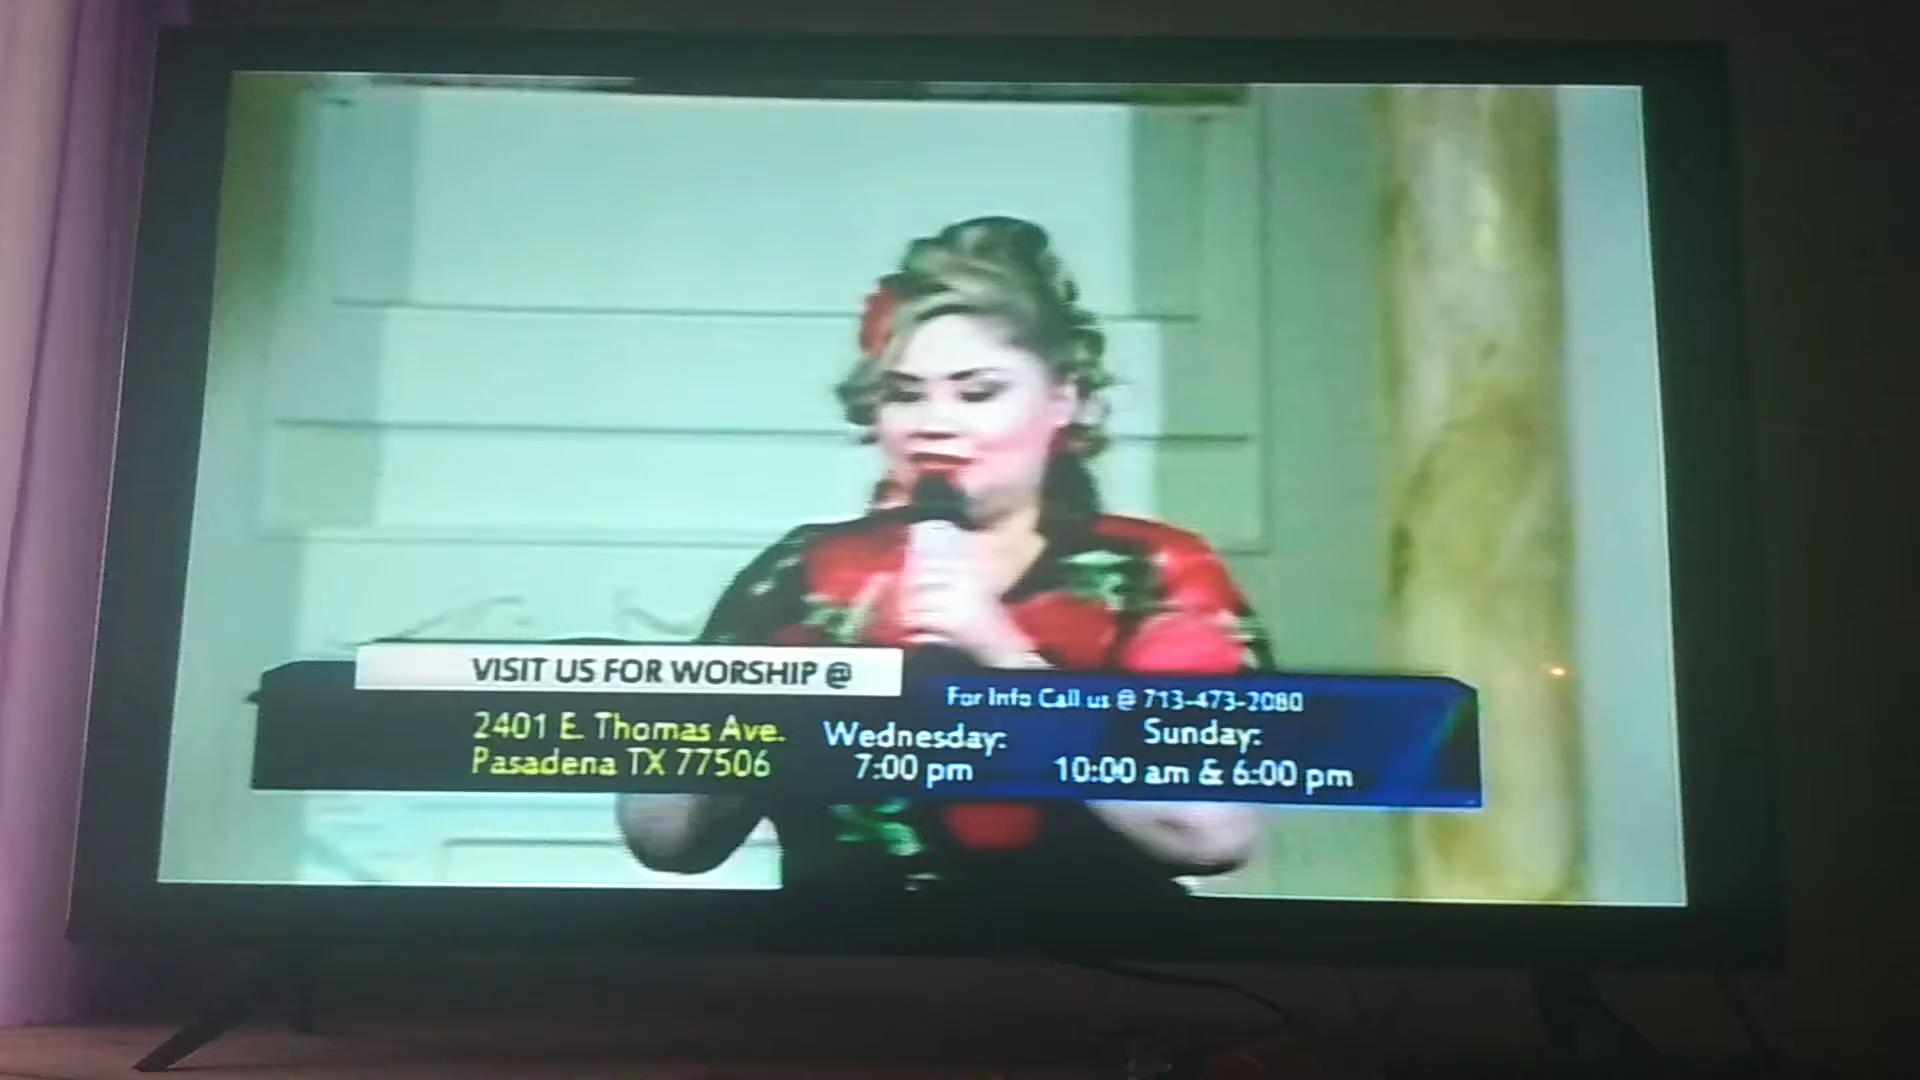 VISIT US FOR WORSHIP @
For Info Call us @ 713-473-2080
2401 E. Thomas Ave.
Pasadena TX 77506
Wednesday:
7:00 pm
Sunday:
10:00 am & 6:00 pm